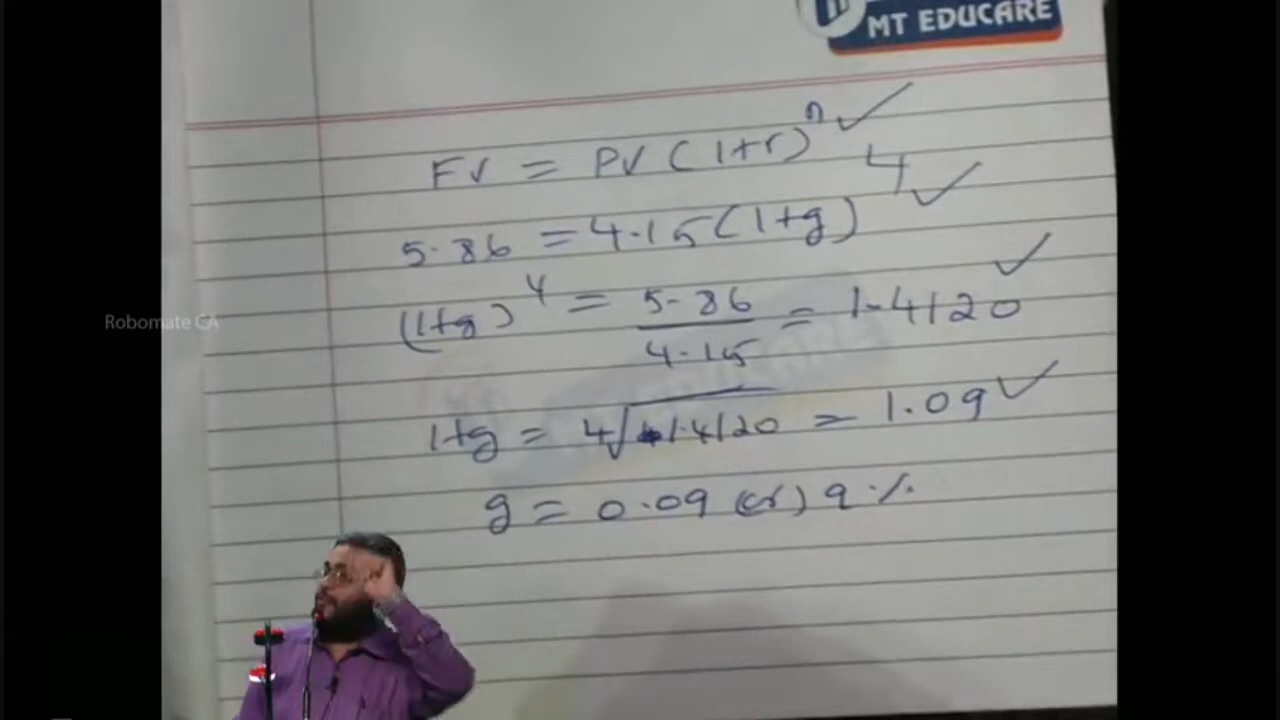 MT EDUCARE
FV = PV (1+r)ⁿ ✓
5.86 = 4.15 (1+g)⁴ ✓
(1+g)⁴ = 5.86 / 4.15 = 1.4120 ✓
1+g = 4√1.4120 = 1.09 ✓
g = 0.09 (or) 9 %
Robomate CA